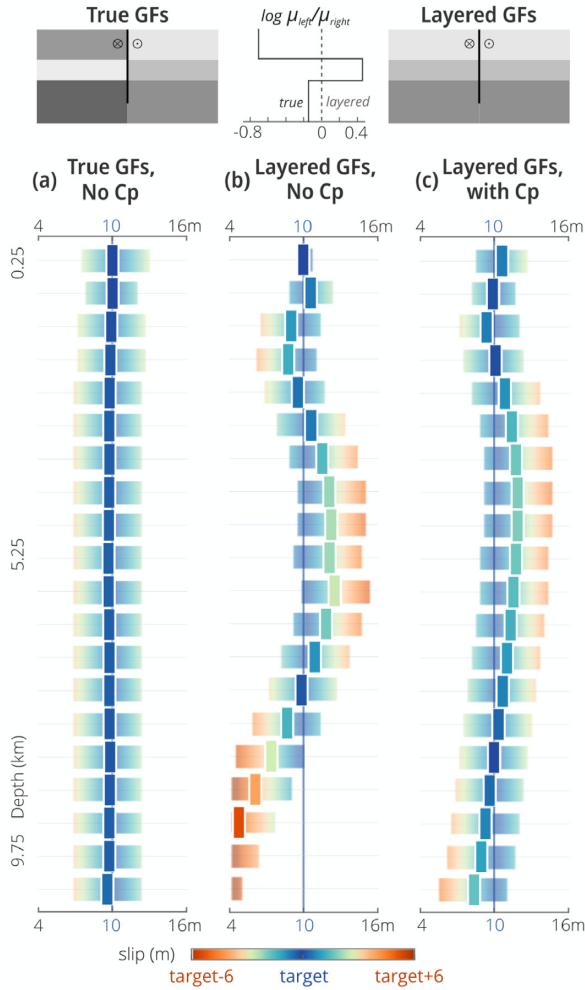 True GFs
log μleft/μright
Layered GFs
⊗ ⊙
⊗ ⊙
true
layered
-0.8 0 0.4
(a) True GFs,
No Cp
(b) Layered GFs,
No Cp
(c) Layered GFs,
with Cp
4 10 16m
4 10 16m
4 10 16m
0.25
5.25
9.75
Depth (km)
4 10 16m
4 10 16m
4 10 16m
slip (m)
target-6 target target+6